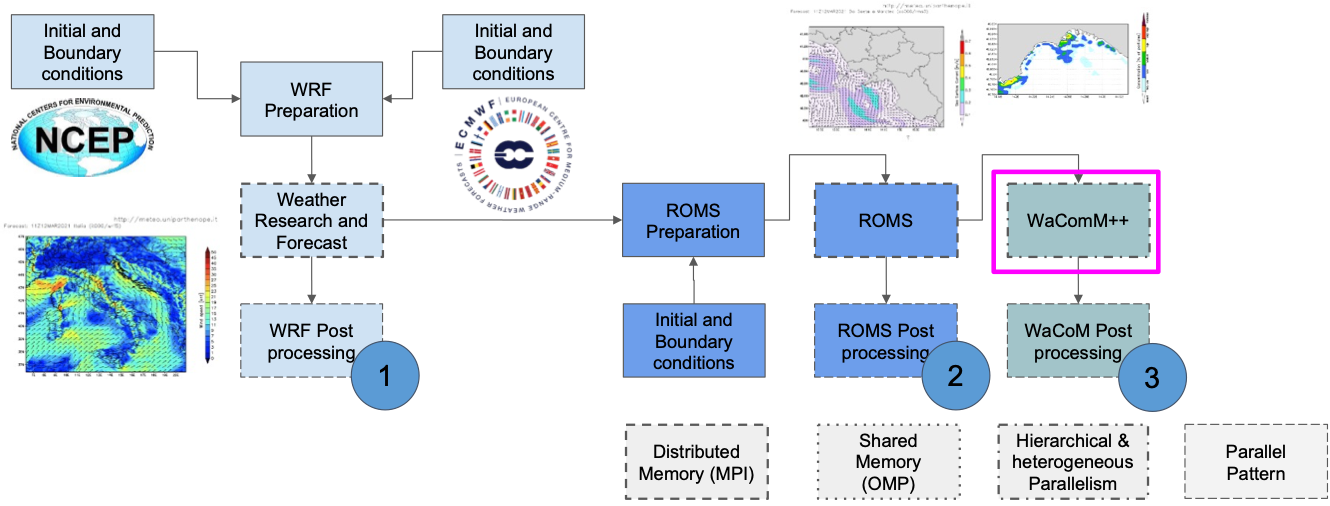 Initial and
Boundary
conditions
Initial and
Boundary
conditions
WRF
Preparation
NATIONAL CENTERS FOR ENVIRONMENTAL PREDICTION
NCEP
ECMWF
EUROPEAN CENTRE FOR MEDIUM-RANGE WEATHER FORECASTS
Weather
Research and
Forecast
ROMS
Preparation
ROMS
WaComM++
http://meteo.uniparthenope.it
WRF Post
processing
1
Initial and
Boundary
conditions
ROMS Post
processing
2
WaCoM Post
processing
3
Distributed
Memory (MPI)
Shared
Memory
(OMP)
Hierarchical &
heterogeneous
Parallelism
Parallel
Pattern